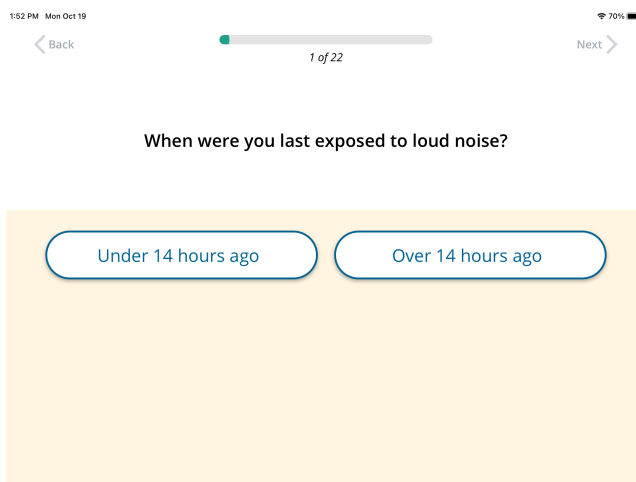 1:52 PM Mon Oct 19 70%
Back Next
1 of 22
When were you last exposed to loud noise?
Under 14 hours ago Over 14 hours ago